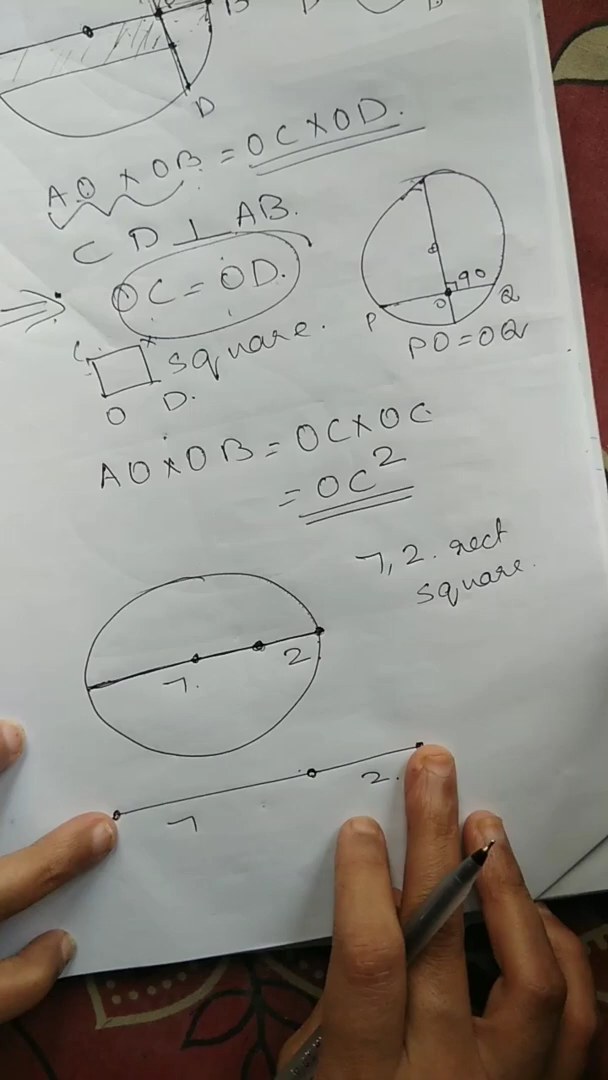 B
D
AO X OB = OC X OD.
CD ⊥ AB.
OC = OD.
square.
O D.
90
P O Q
PO = OQ
AO X OB = OC X OC
= OC²
7, 2. rect
square.
7. 2
7 2.